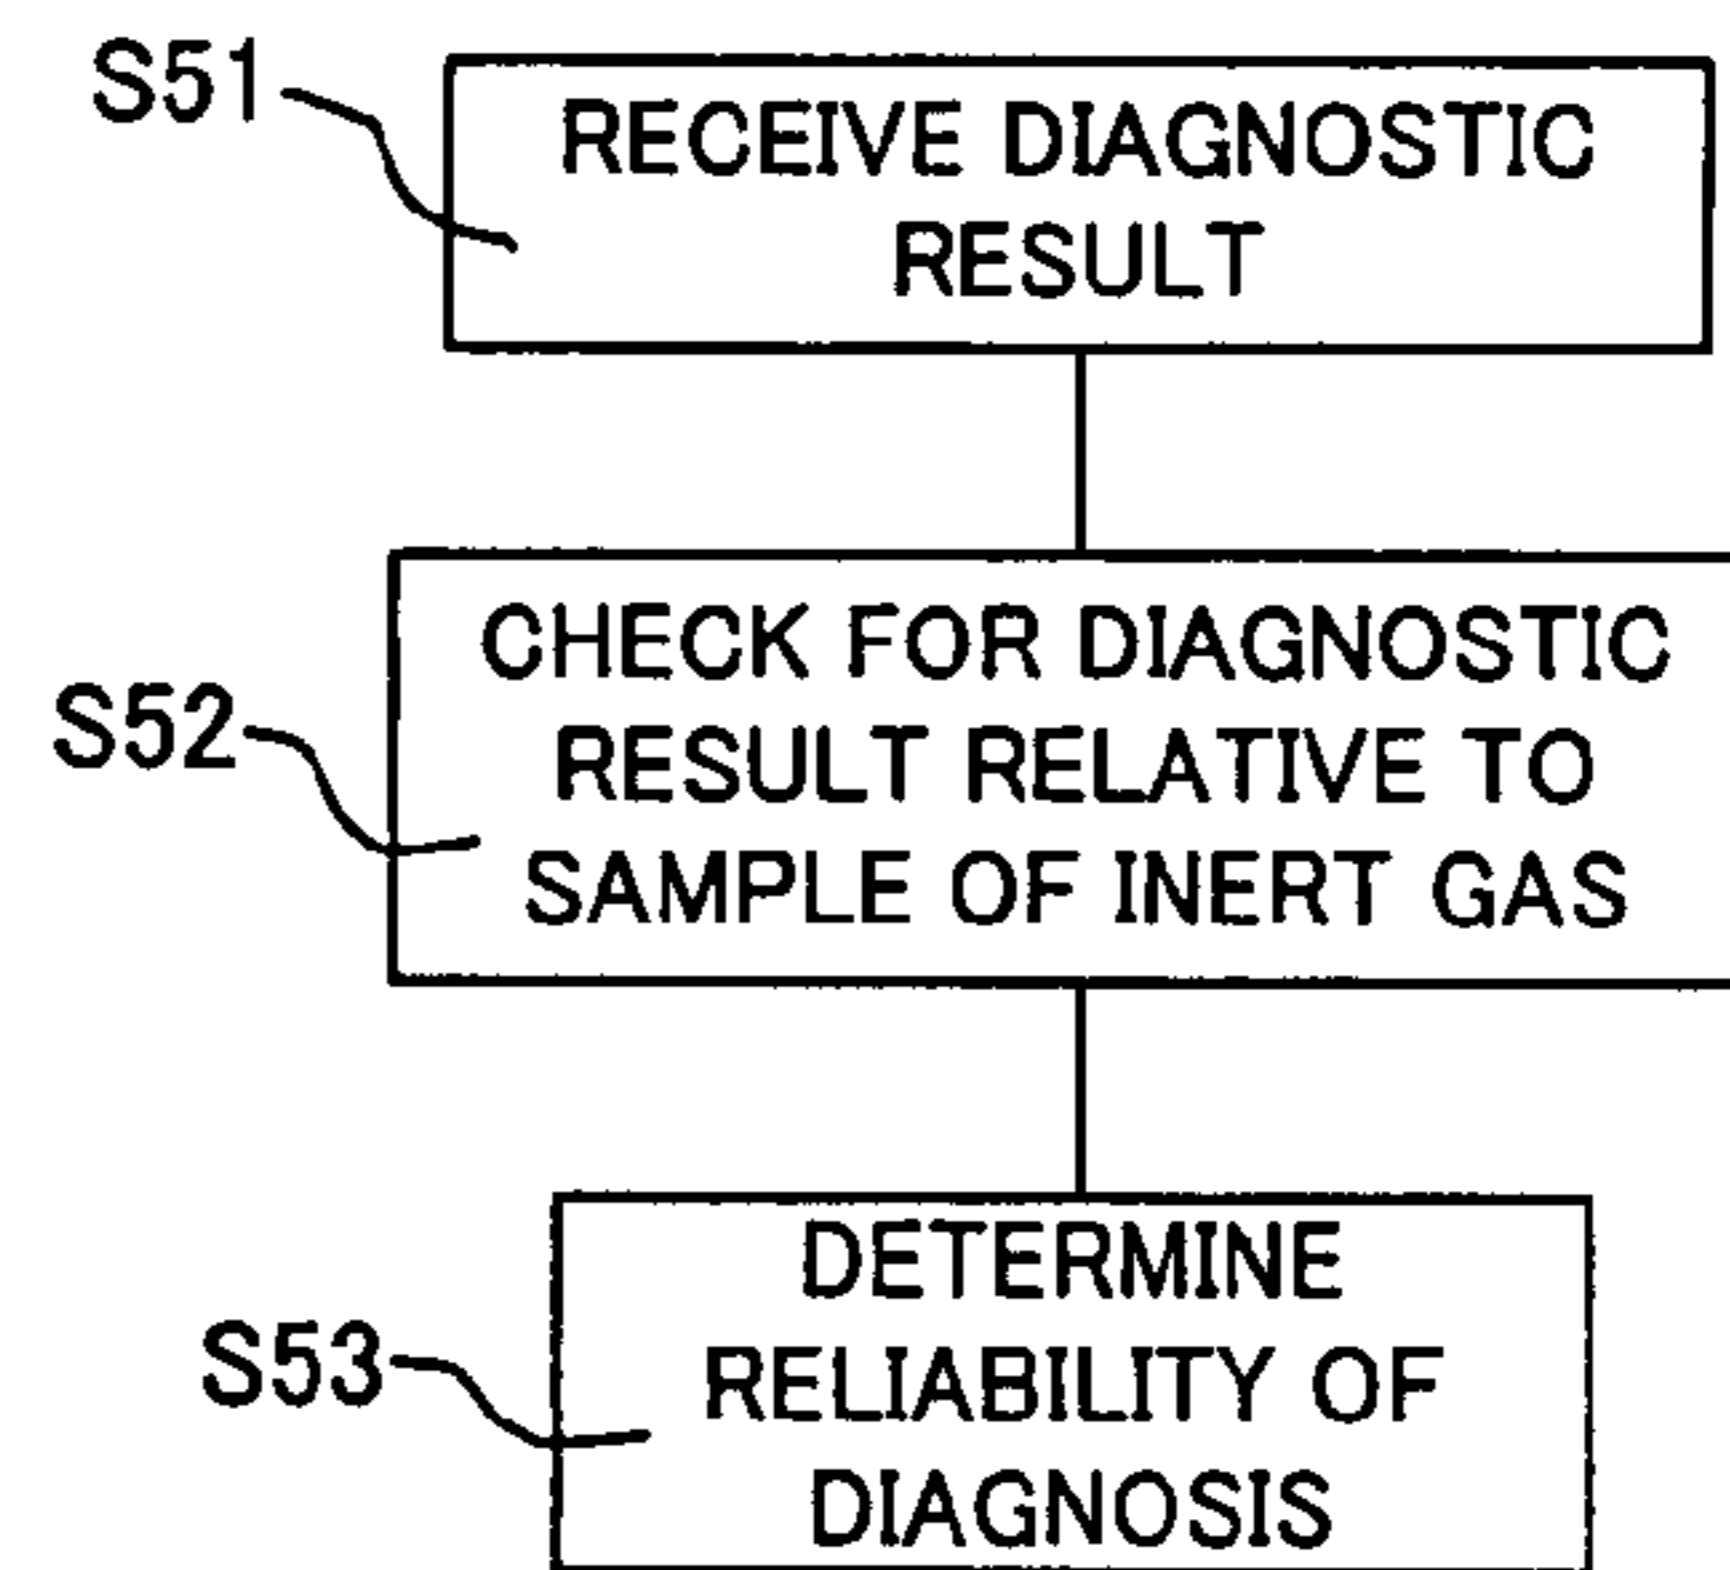 S51
RECEIVE DIAGNOSTIC
RESULT
S52
CHECK FOR DIAGNOSTIC
RESULT RELATIVE TO
SAMPLE OF INERT GAS
S53
DETERMINE
RELIABILITY OF
DIAGNOSIS